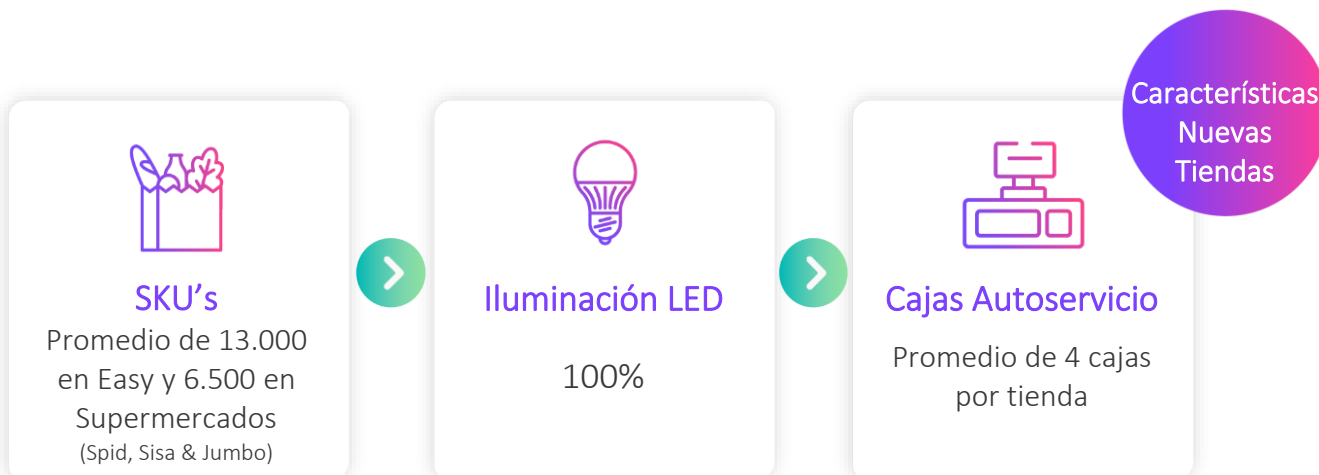 Características
Nuevas
Tiendas
SKU's
Promedio de 13.000
en Easy y 6.500 en
Supermercados
(Spid, Sisa & Jumbo)
Iluminación LED
100%
Cajas Autoservicio
Promedio de 4 cajas
por tienda